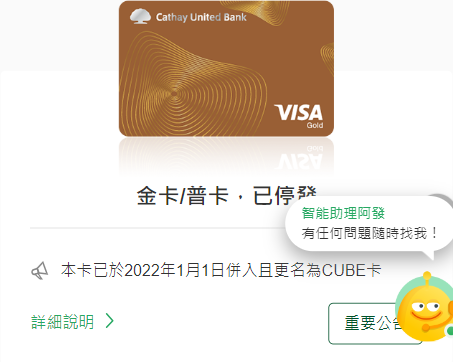 Cathay United Bank
VISA
Gold
金卡/普卡，已停發
智能助理阿發
有任何問題隨時找我！
本卡已於2022年1月1日併入且更名為CUBE卡
詳細說明
重要公告